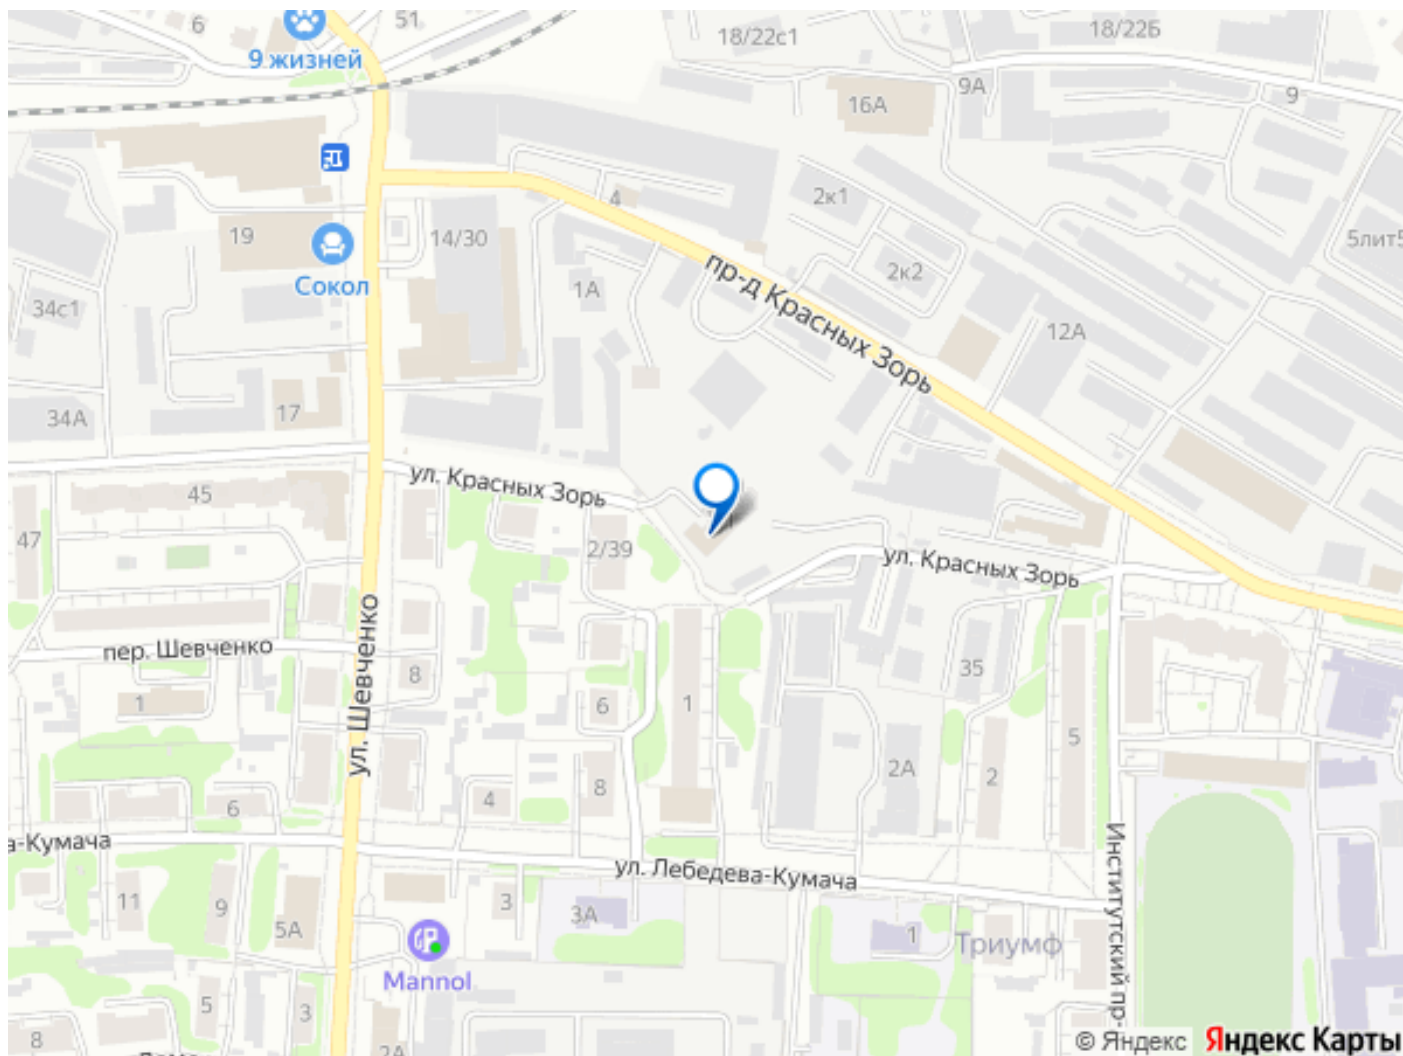 6
51
9 жизней
18/22с1
18/22Б
16А
9А
9
4
2к1
5лит5
19
14/30
2к2
Сокол
1А
пр-д Красных Зорь
34с1
12А
34А
17
ул. Красных Зорь
45
47
2/39
ул. Красных Зорь
пер. Шевченко
ул. Шевченко
8
35
1
6
1
5
2А
2
8
4
6
а-Кумача
ул. Лебедева-Кумача
Институтский пр-
11
9
5А
3
3А
1
Триумф
Mannol
5
3
8
2А
© Яндекс Яндекс Карты